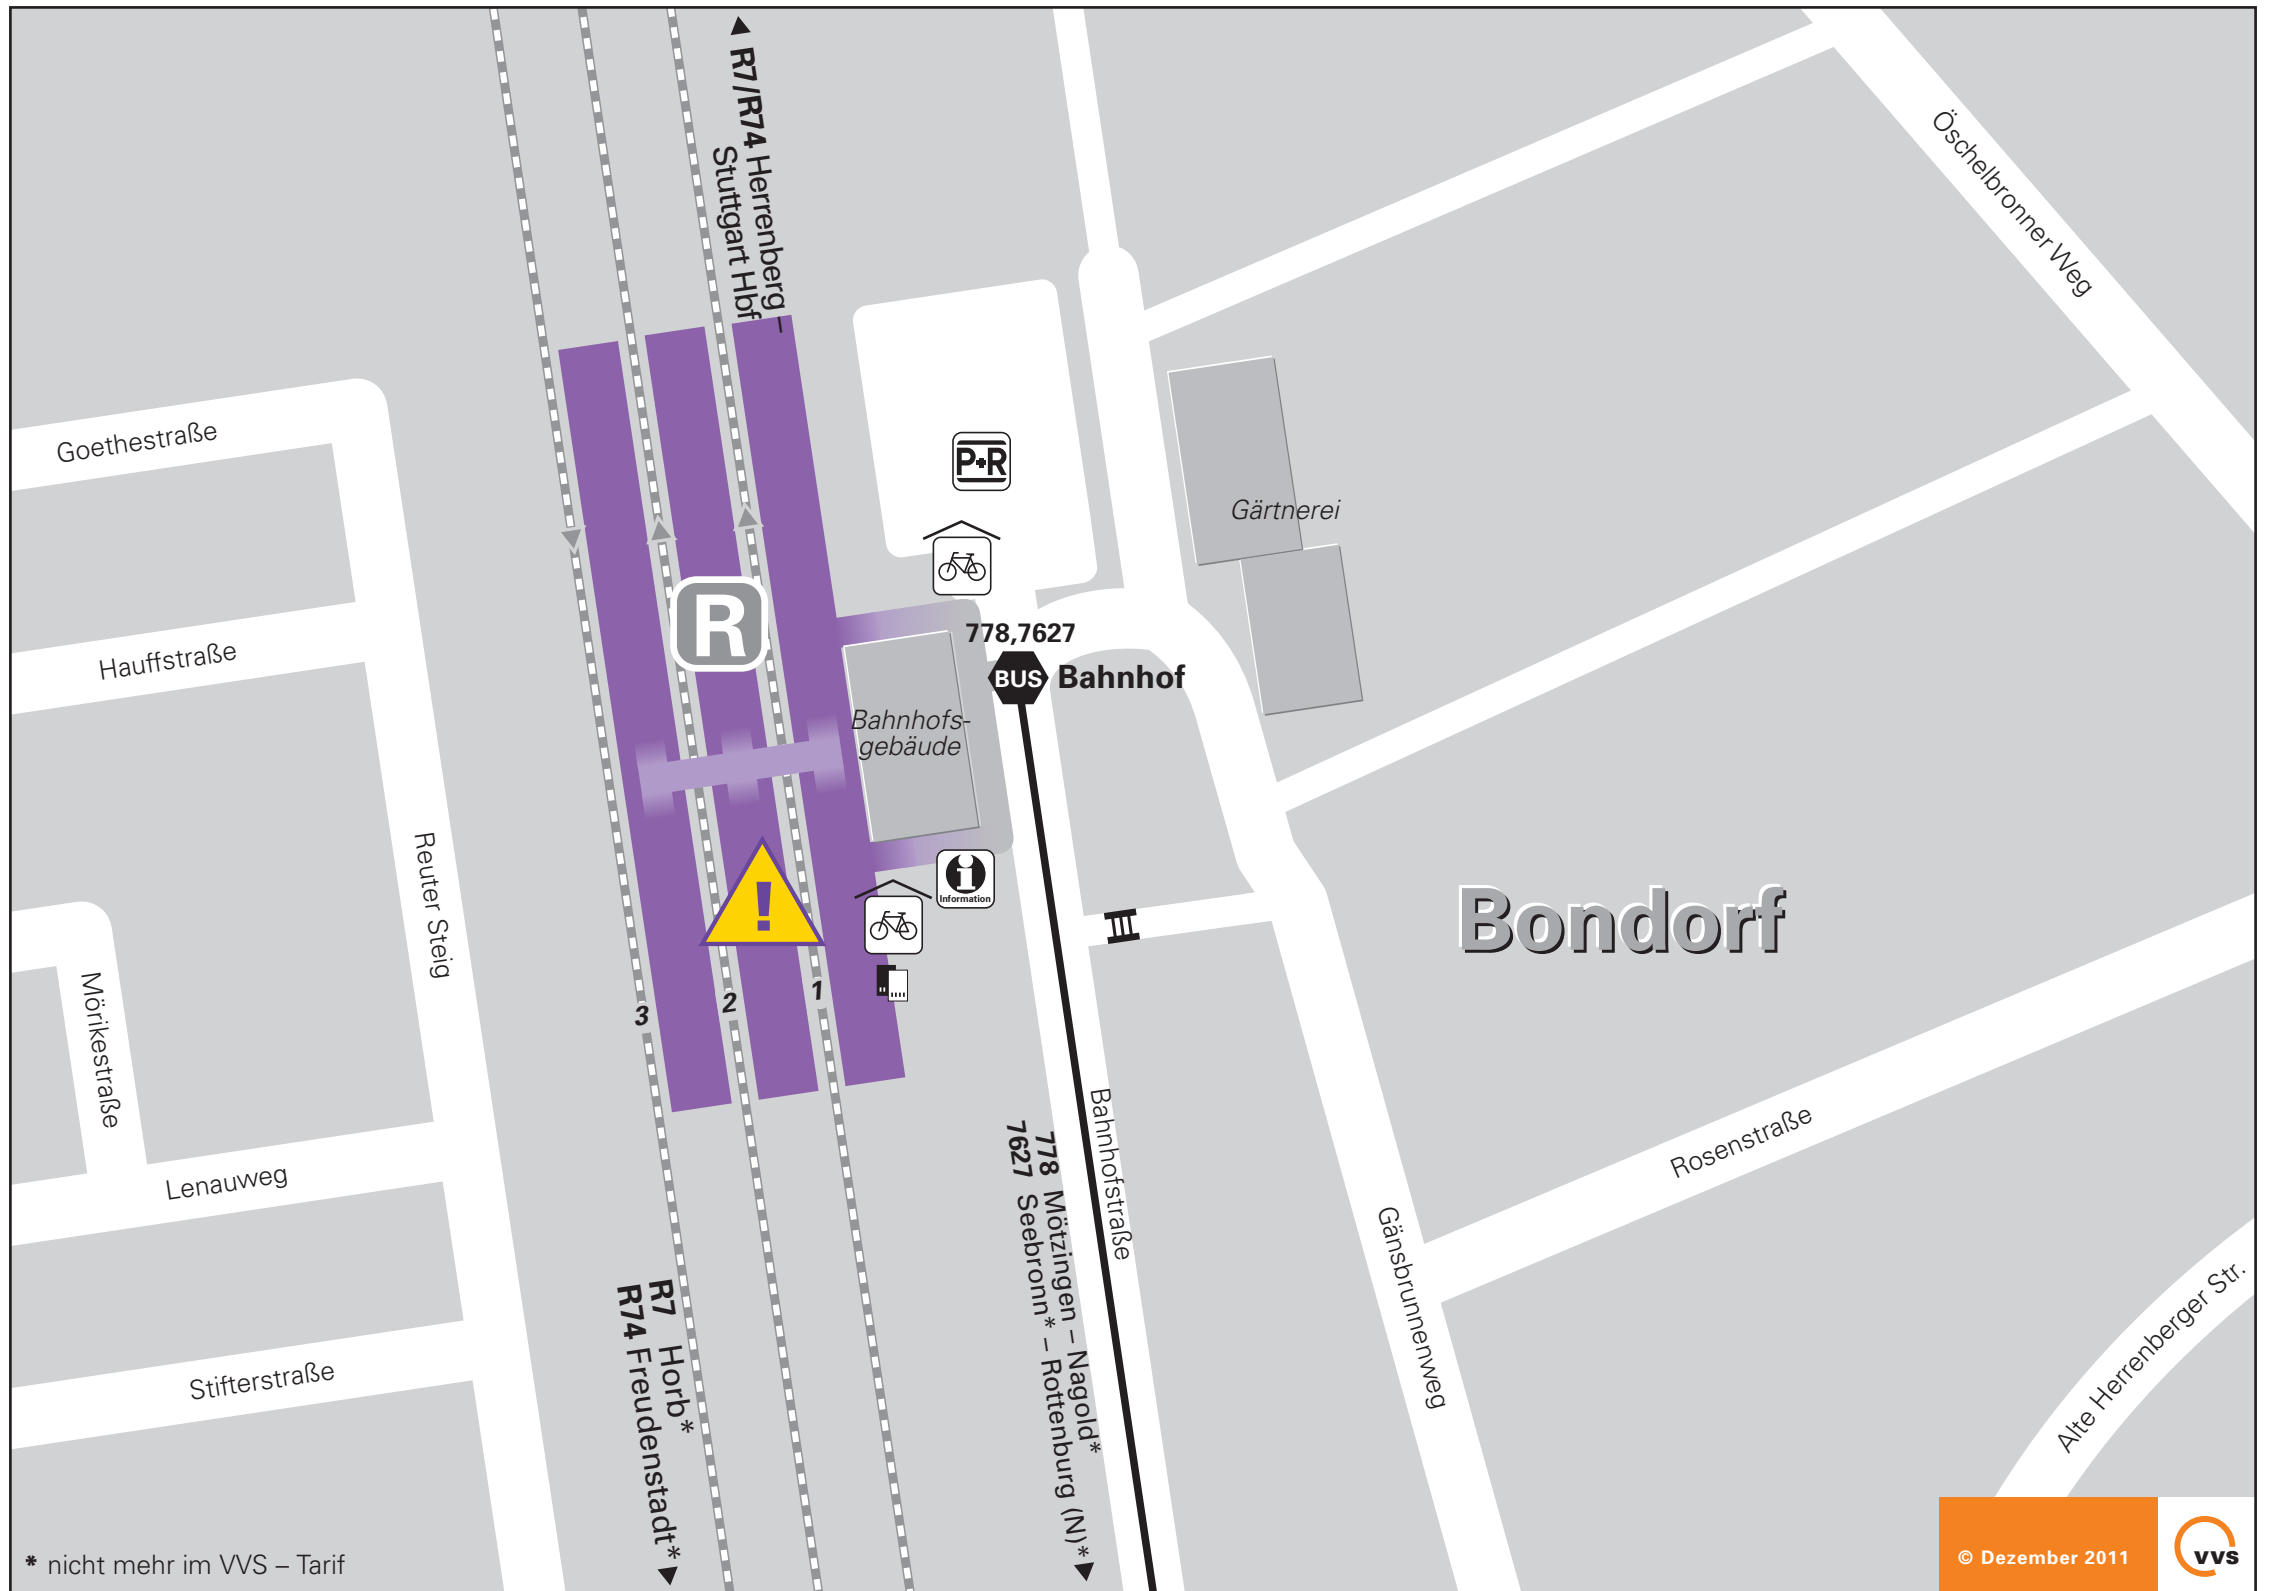 R7/R74 Herrenberg –
Stuttgart Hbf
Öschelbronner Weg
Goethestraße
P+R
Gärtnerei
R
Hauffstraße
778,7627
BUS Bahnhof
Bahnhofs-
gebäude
Reuter Steig
!
Information
Bondorf
Mörikestraße
3
2
1
Bahnhofstraße
Rosenstraße
Lenauweg
778 Mötzingen – Nagold*
7627 Seebronn* – Rottenburg (N)*
Gänsbrunnenweg
Alte Herrenberger Str.
R7 Horb*
R74 Freudenstadt*
Stifterstraße
* nicht mehr im VVS – Tarif
© Dezember 2011
vvs